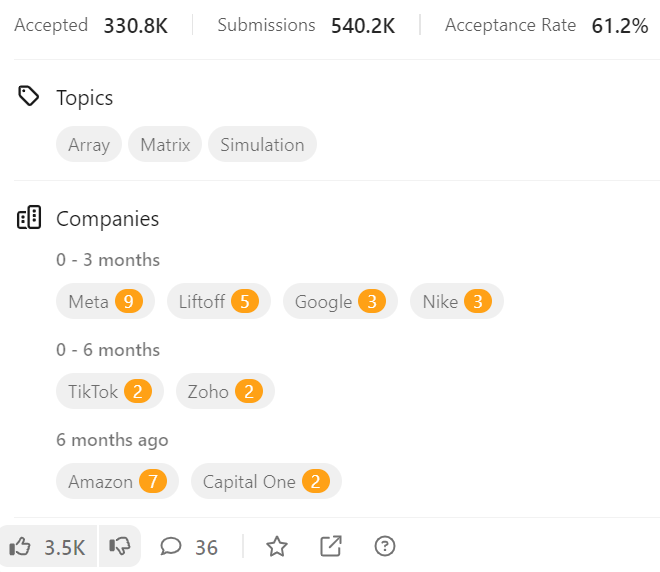 Accepted 330.8K Submissions 540.2K Acceptance Rate 61.2%
Topics
Array Matrix Simulation
Companies
0 - 3 months
Meta 9 Liftoff 5 Google 3 Nike 3
0 - 6 months
TikTok 2 Zoho 2
6 months ago
Amazon 7 Capital One 2
3.5K 36